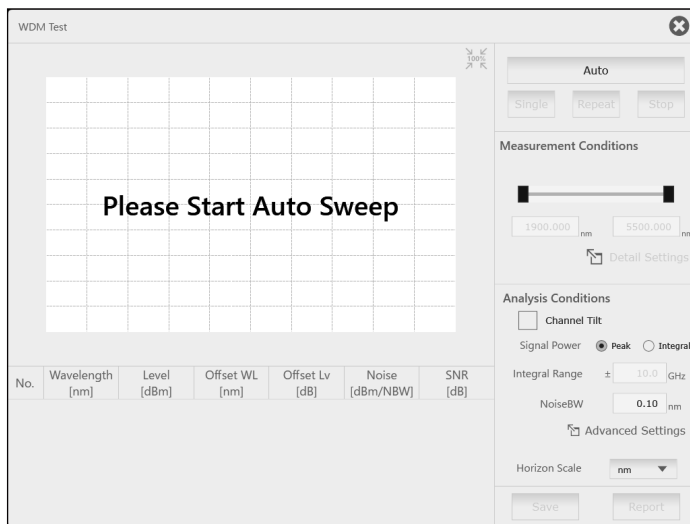 WDM Test
100%
Auto
Single Repeat Stop
Please Start Auto Sweep
Measurement Conditions
1900.000 nm 5500.000 nm
Detail Settings
Analysis Conditions
Channel Tilt
Signal Power Peak Integral
Integral Range ± 10.0 GHz
NoiseBW 0.10 nm
Advanced Settings
Horizon Scale nm
Save Report
No. Wavelength [nm] Level [dBm] Offset WL [nm] Offset Lv [dB] Noise [dBm/NBW] SNR [dB]